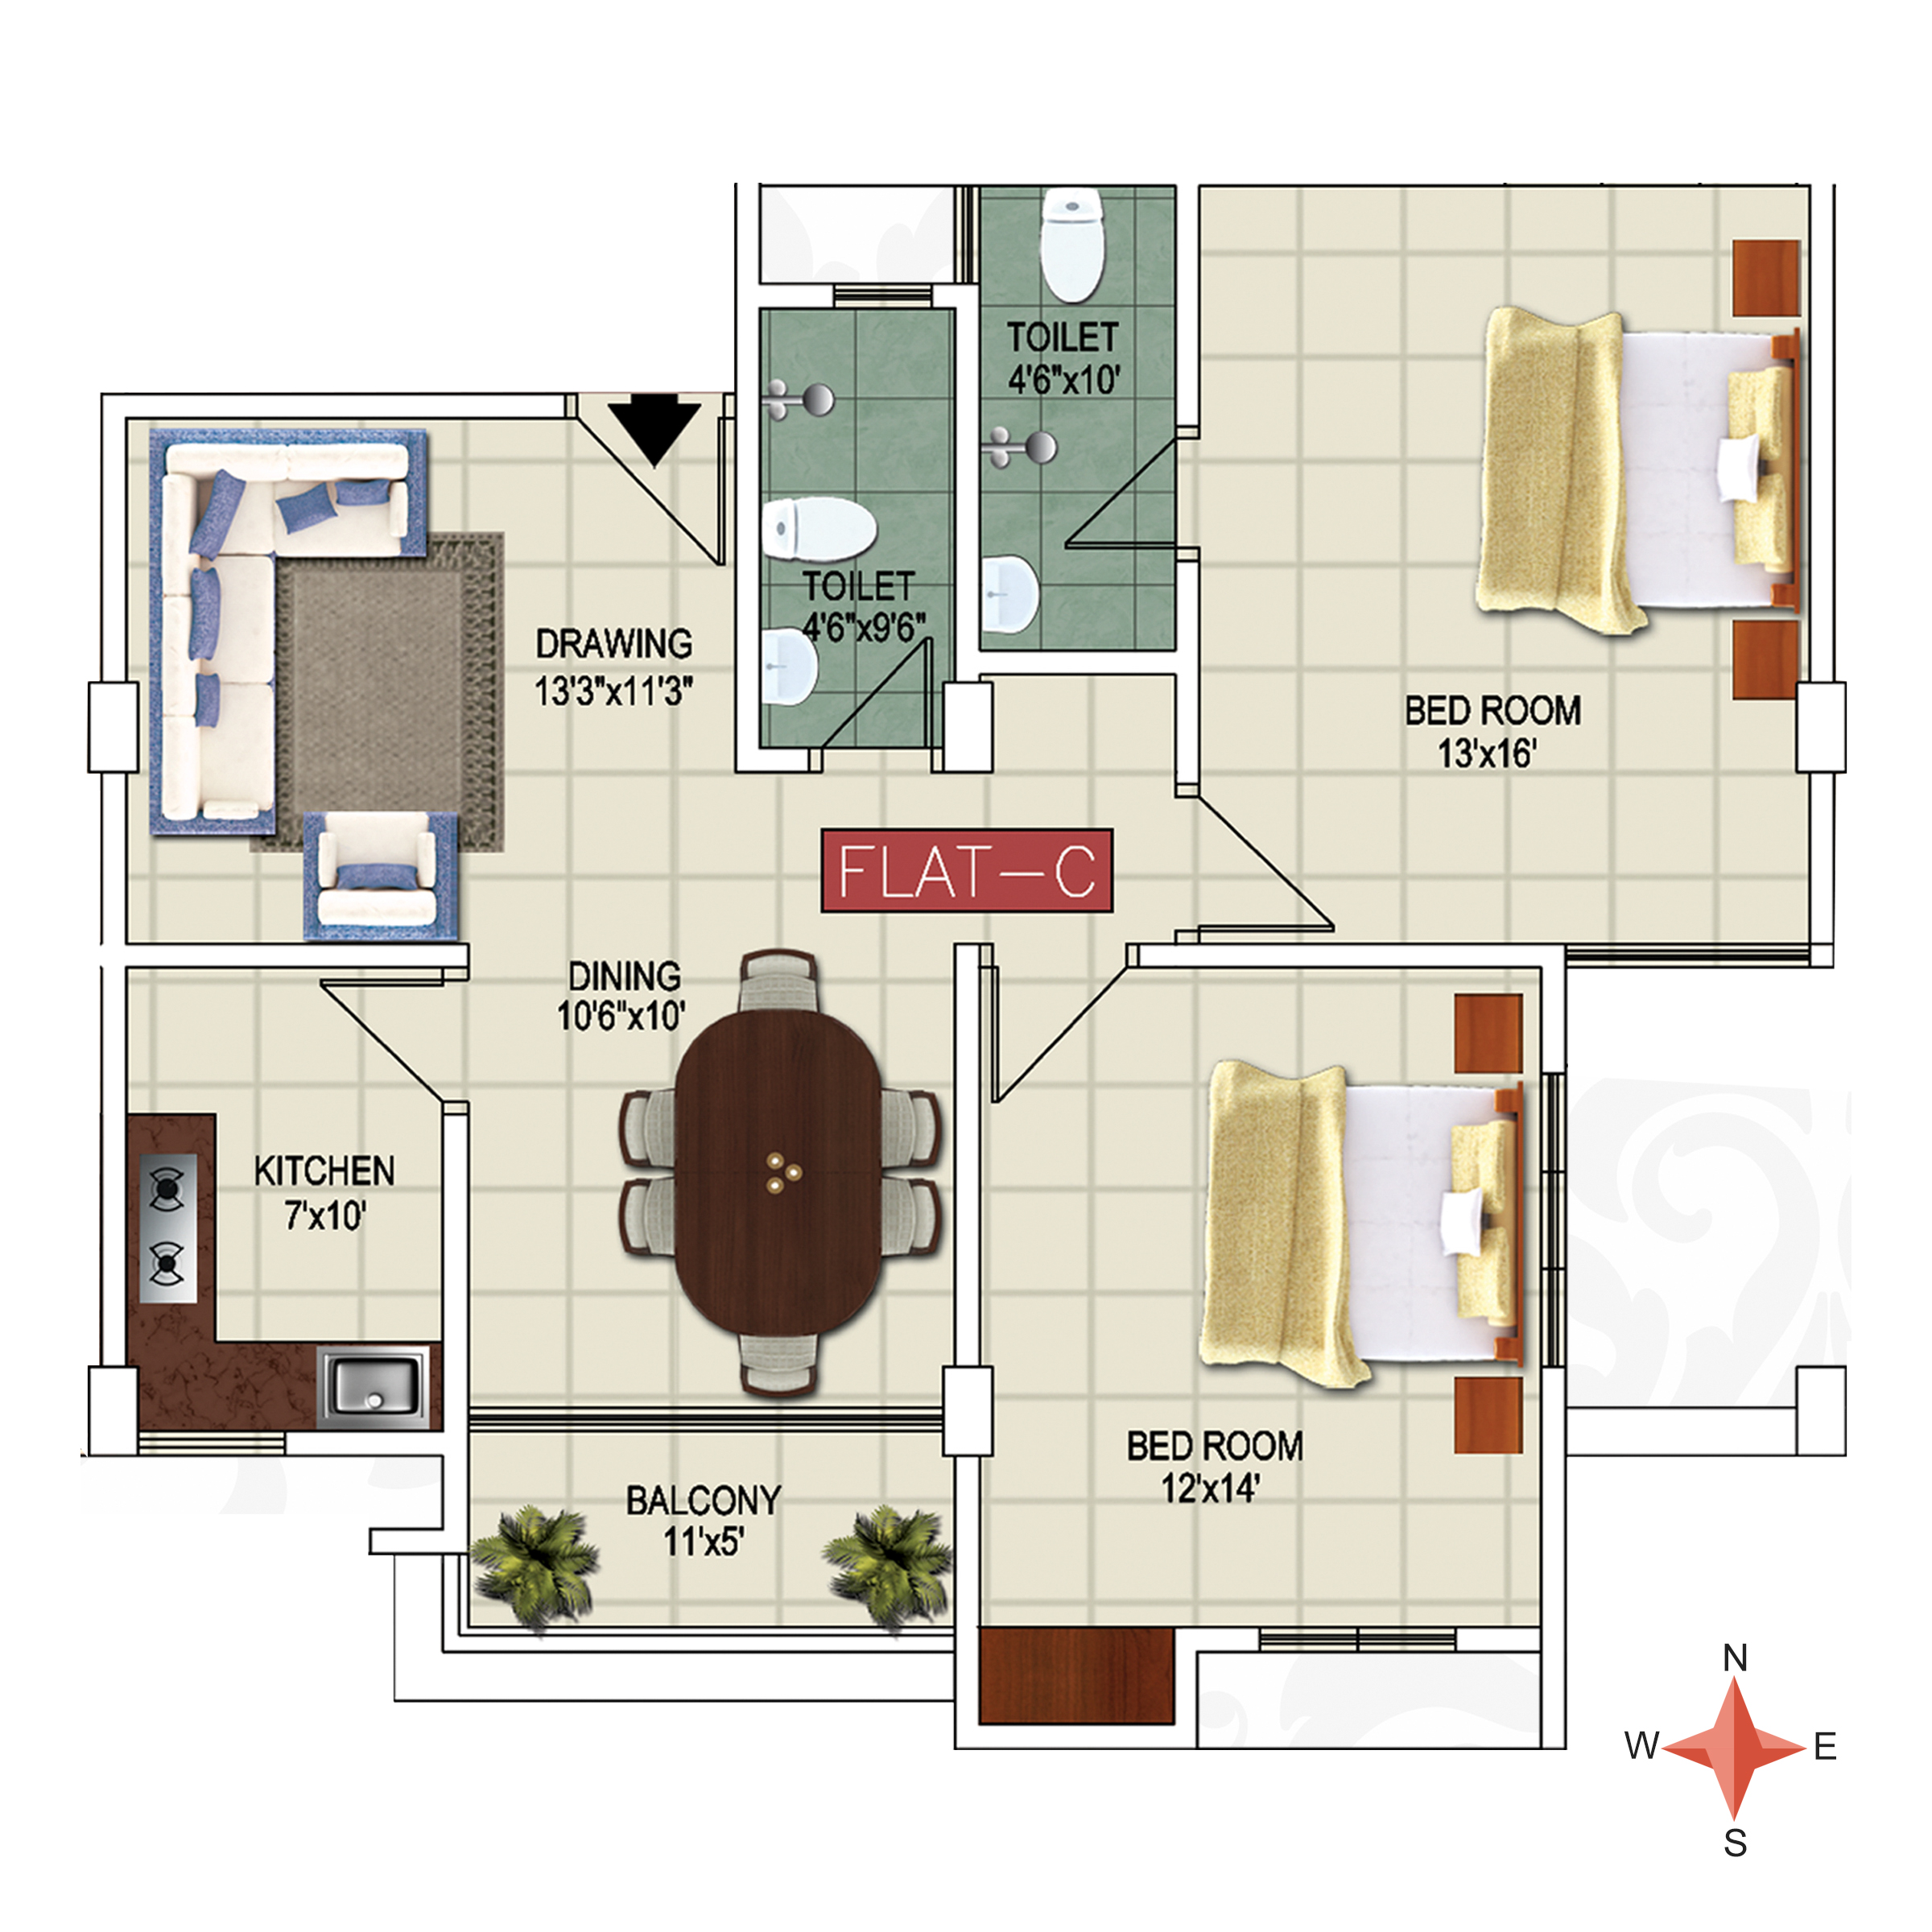 TOILET
4'6"x10'
TOILET
4'6"x9'6"
DRAWING
13'3"x11'3"
BED ROOM
13'x16'
FLAT-C
DINING
10'6"x10'
KITCHEN
7'x10'
BED ROOM
12'x14'
BALCONY
11'x5'
N
W E
S